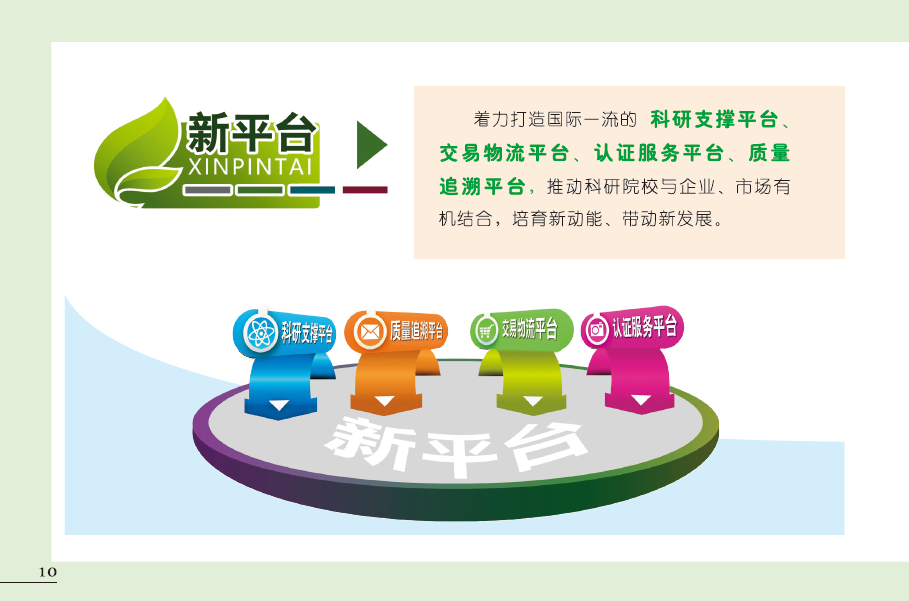 新平台
XINPINTAI
着力打造国际一流的 科研支撑平台、
交易物流平台、认证服务平台、质量
追溯平台，推动科研院校与企业、市场有
机结合，培育新动能、带动新发展。
科研支撑平台
质量追溯平台
交易物流平台
认证服务平台
新平台
10